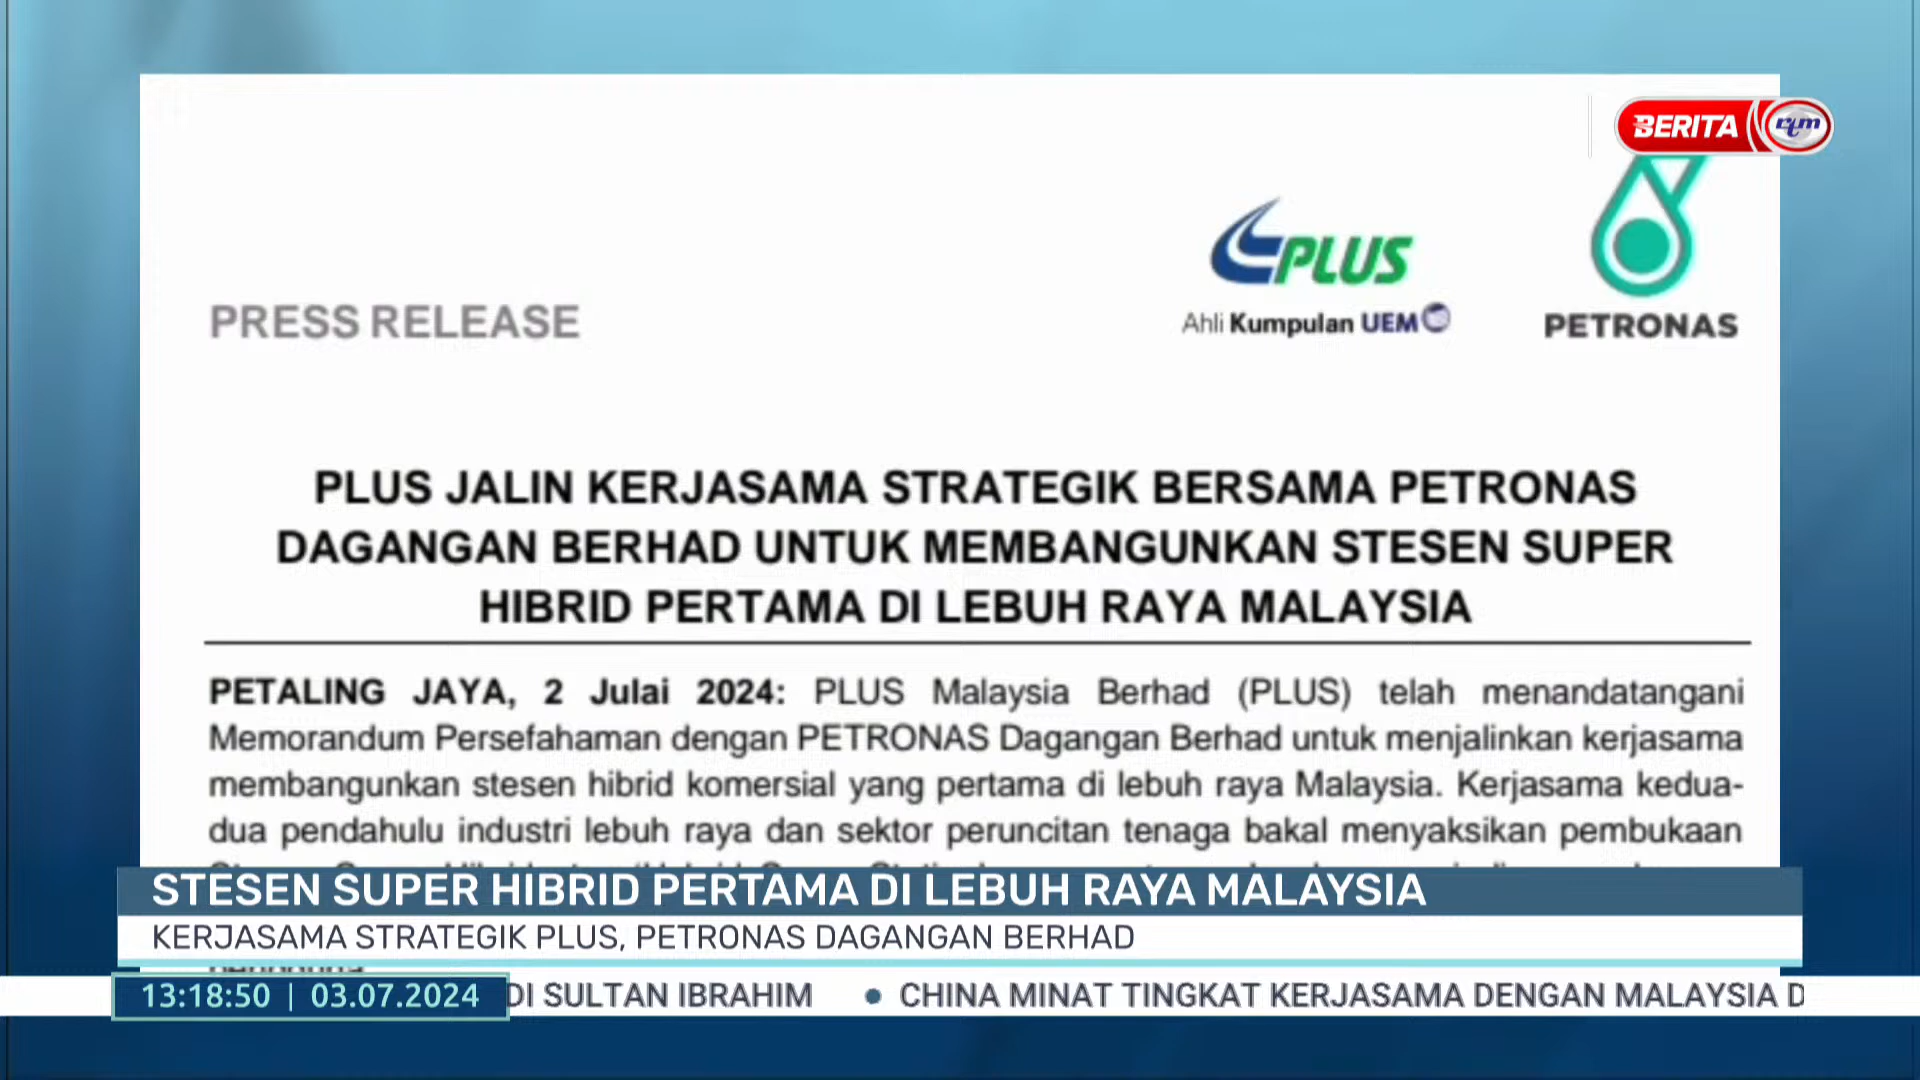 BERITA rtm
PLUS
Ahli Kumpulan UEM
PETRONAS
PRESS RELEASE
PLUS JALIN KERJASAMA STRATEGIK BERSAMA PETRONAS
DAGANGAN BERHAD UNTUK MEMBANGUNKAN STESEN SUPER
HIBRID PERTAMA DI LEBUH RAYA MALAYSIA
PETALING JAYA, 2 Julai 2024: PLUS Malaysia Berhad (PLUS) telah menandatangani
Memorandum Persefahaman dengan PETRONAS Dagangan Berhad untuk menjalinkan kerjasama
membangunkan stesen hibrid komersial yang pertama di lebuh raya Malaysia. Kerjasama kedua-
dua pendahulu industri lebuh raya dan sektor peruncitan tenaga bakal menyaksikan pembukaan
STESEN SUPER HIBRID PERTAMA DI LEBUH RAYA MALAYSIA
KERJASAMA STRATEGIK PLUS, PETRONAS DAGANGAN BERHAD
13:18:50 | 03.07.2024 DI SULTAN IBRAHIM • CHINA MINAT TINGKAT KERJASAMA DENGAN MALAYSIA D